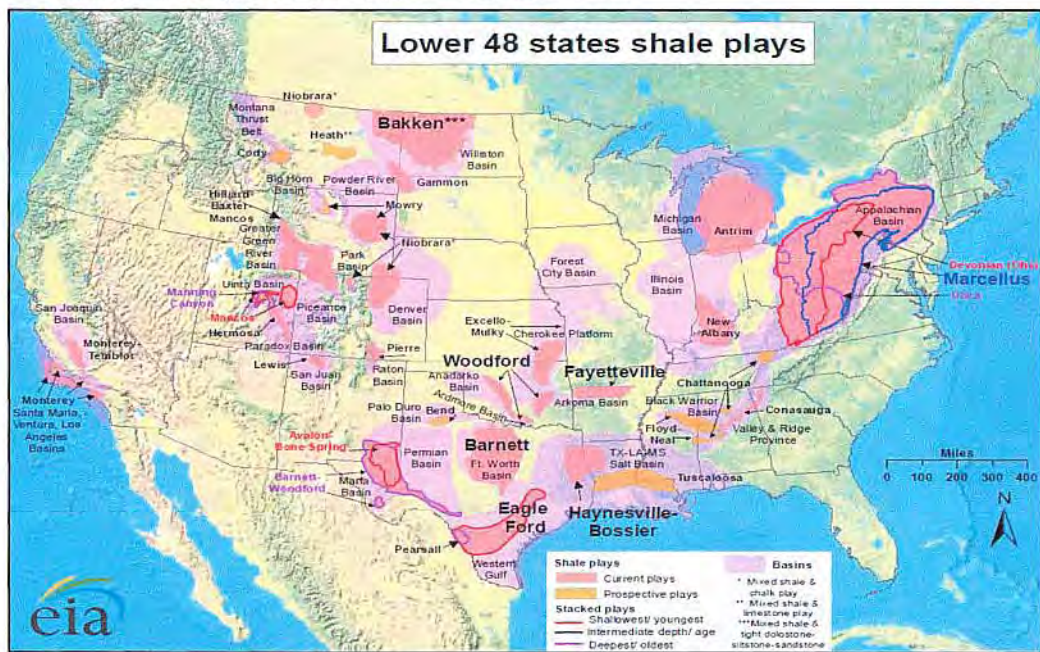 Lower 48 states shale plays
Niobrara*
Montana
Thrust
Belt
Heath**
Bakken***
Cody
Williston
Basin
Big Horn
Basin
Powder River
Basin
Gammon
Hilliard-
Baxter-
Mancos
Mowry
Greater
Green
River
Basin
Niobrara*
Park
Basin
Michigan
Basin
Antrim
Appalachian
Basin
Devonian (Ohio)
Marcellus
Utica
Forest
City Basin
Illinois
Basin
Uinta Basin
Manning
Canyon
Mancos
Piceance
Basin
Denver
Basin
San Joaquin
Basin
Hermosa
Paradox Basin
Excello-
Mulky
Cherokee Platform
New
Albany
Monterey-
Temblor
Lewis
San Juan
Basin
Pierre
Raton
Basin
Woodford
Anadarko
Basin
Ardmore Basin
Fayetteville
Arkoma Basin
Chattanooga
Black Warrior
Basin
Conasauga
Valley & Ridge
Province
Floyd-
Neal
Monterey
Santa Maria,
Ventura, Los
Angeles
Basins
Palo Duro
Basin
Bend
Avalon-
Bone Spring
Permian
Basin
Barnett
Ft. Worth
Basin
TX-LA-MS
Salt Basin
Tuscaloosa
Barnett-
Woodford
Marfa
Basin
Haynesville-
Bossier
Eagle
Ford
Pearsall
Western
Gulf
Miles
0 100 200 300 400
N
Shale plays
Current plays
Prospective plays
Stacked plays
Shallowest/ youngest
Intermediate depth/ age
Deepest/ oldest
Basins
* Mixed shale &
chalk play
** Mixed shale &
limestone play
***Mixed shale &
tight dolostone-
siltstone-sandstone
eia